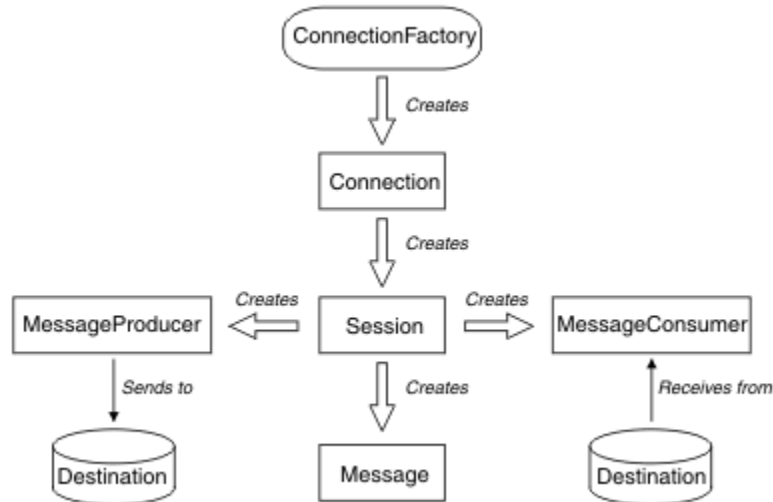 ConnectionFactory
Creates
Connection
Creates
Creates
Creates
MessageProducer
Session
MessageConsumer
Sends to
Creates
Receives from
Destination
Message
Destination